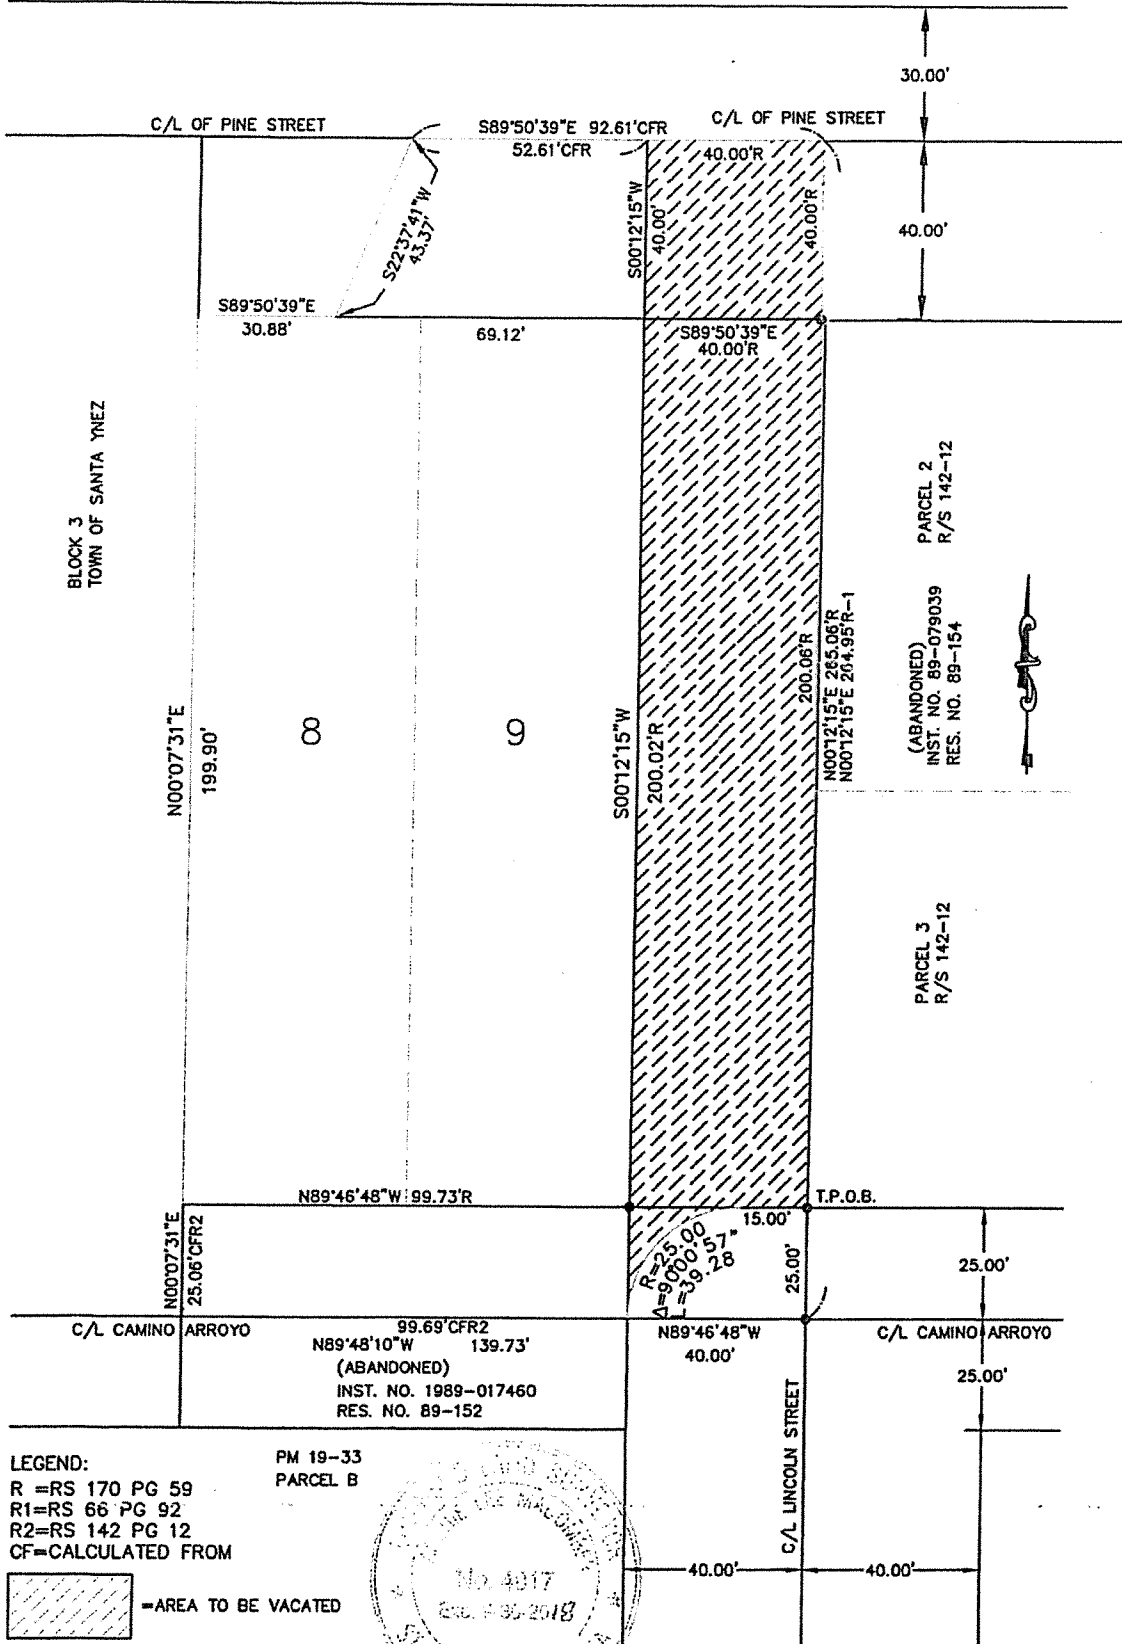 30.00'
C/L OF PINE STREET
S89°50'39"E 92.61'CFR
C/L OF PINE STREET
52.61'CFR
40.00'R
S22°37'41"W
43.37'
S00°12'15"W
40.00'
40.00'R
40.00'
S89°50'39"E
30.88'
69.12'
S89°50'39"E
40.00'R
BLOCK 3
TOWN OF SANTA YNEZ
PARCEL 2
R/S 142-12
(ABANDONED)
INST. NO. 89-079039
RES. NO. 89-154
N00°07'31"E
199.90'
8
9
S00°12'15"W
200.02'R
200.06'R
N00°12'15"E 265.06'R
N00°12'15"E 264.95'R-1
PARCEL 3
R/S 142-12
N89°46'48"W 99.73'R
T.P.O.B.
15.00'
N00°07'31"E
25.06'CFR2
R=25.00
Δ=90°00'57"
L=39.28
25.00'
25.00'
C/L CAMINO ARROYO
99.69'CFR2
N89°48'10"W 139.73'
(ABANDONED)
INST. NO. 1989-017460
RES. NO. 89-152
N89°46'48"W
40.00'
C/L CAMINO ARROYO
25.00'
C/L LINCOLN STREET
LEGEND:
R =RS 170 PG 59
R1=RS 66 PG 92
R2=RS 142 PG 12
CF=CALCULATED FROM
=AREA TO BE VACATED
PM 19-33
PARCEL B
No. 4917
40.00'
40.00'